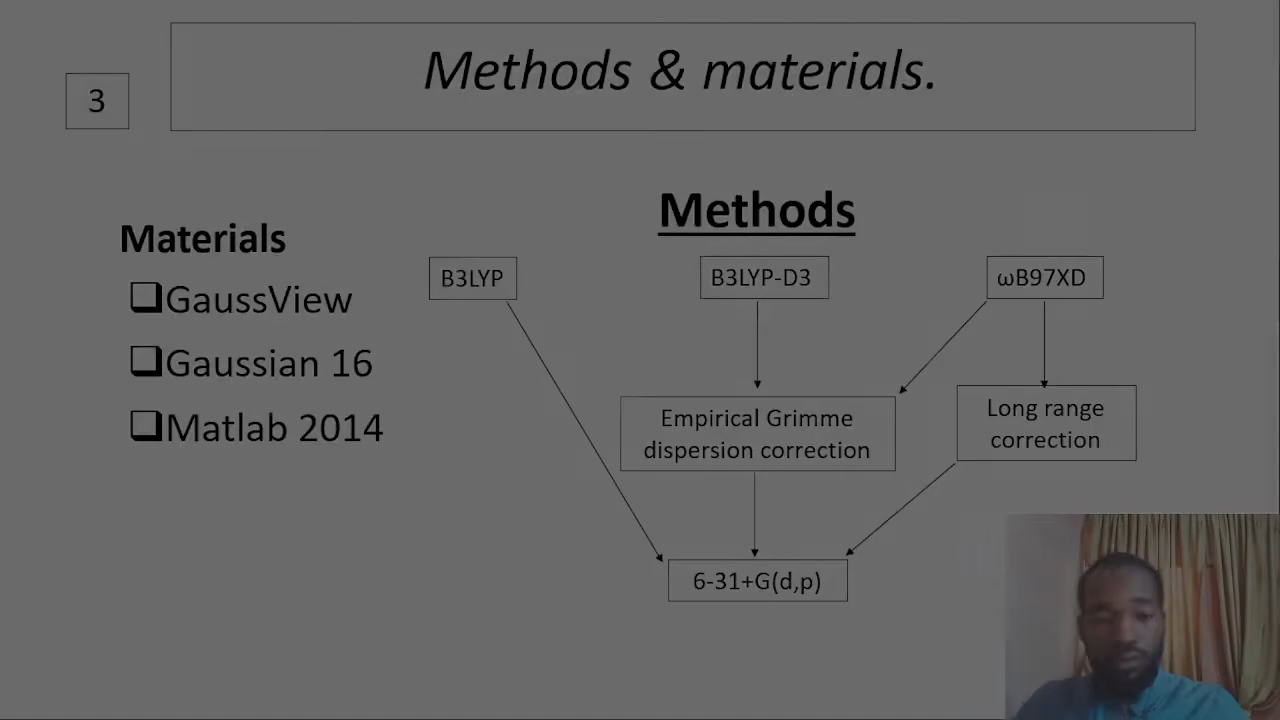 3
Methods & materials.
Materials
GaussView
Gaussian 16
Matlab 2014
Methods
B3LYP
B3LYP-D3
ωB97XD
Empirical Grimme
dispersion correction
Long range
correction
6-31+G(d,p)